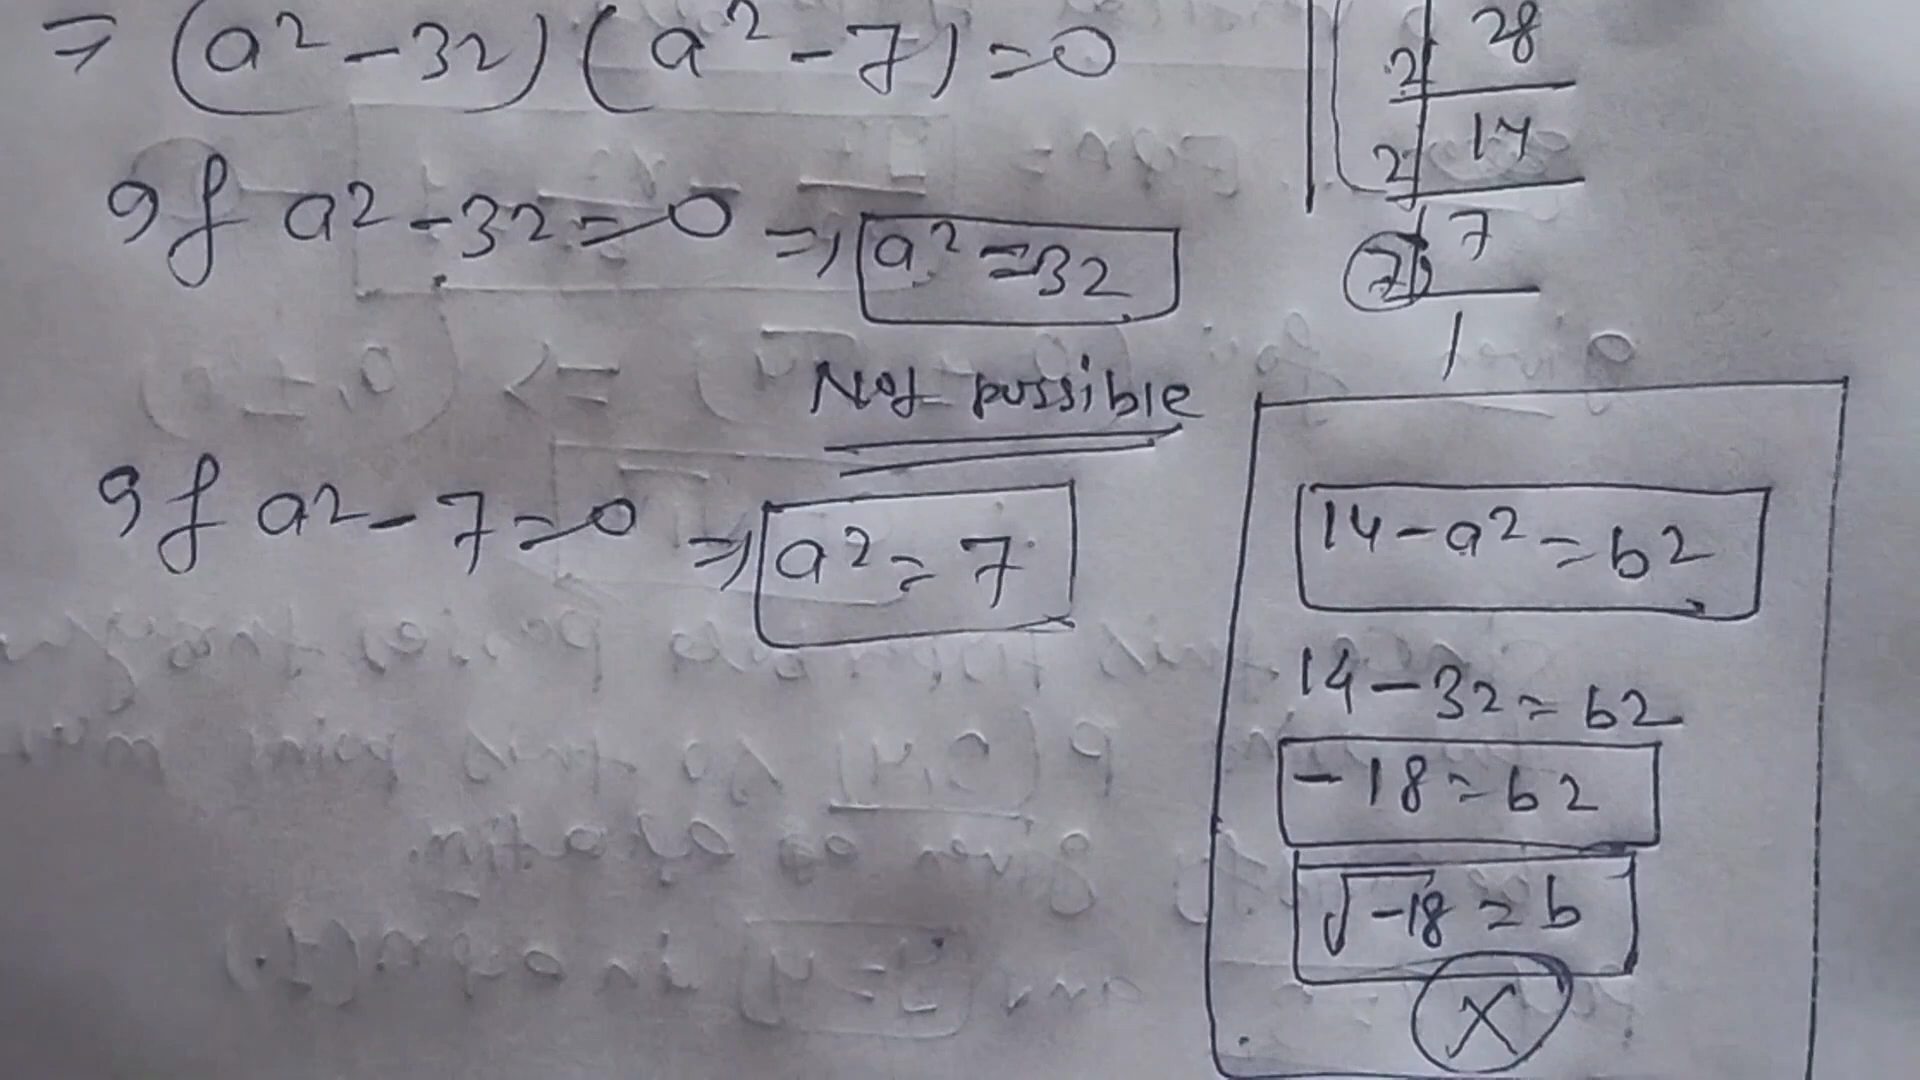 ⇒ (a² - 32) (a² - 7) = 0
If a² - 32 = 0 ⇒ a² = 32
Not possible
If a² - 7 = 0 ⇒ a² = 7
2 | 28
2 | 14
7 | 7
1
14 - a² = b²
14 - 32 = b²
-18 = b²
√-18 = b
X